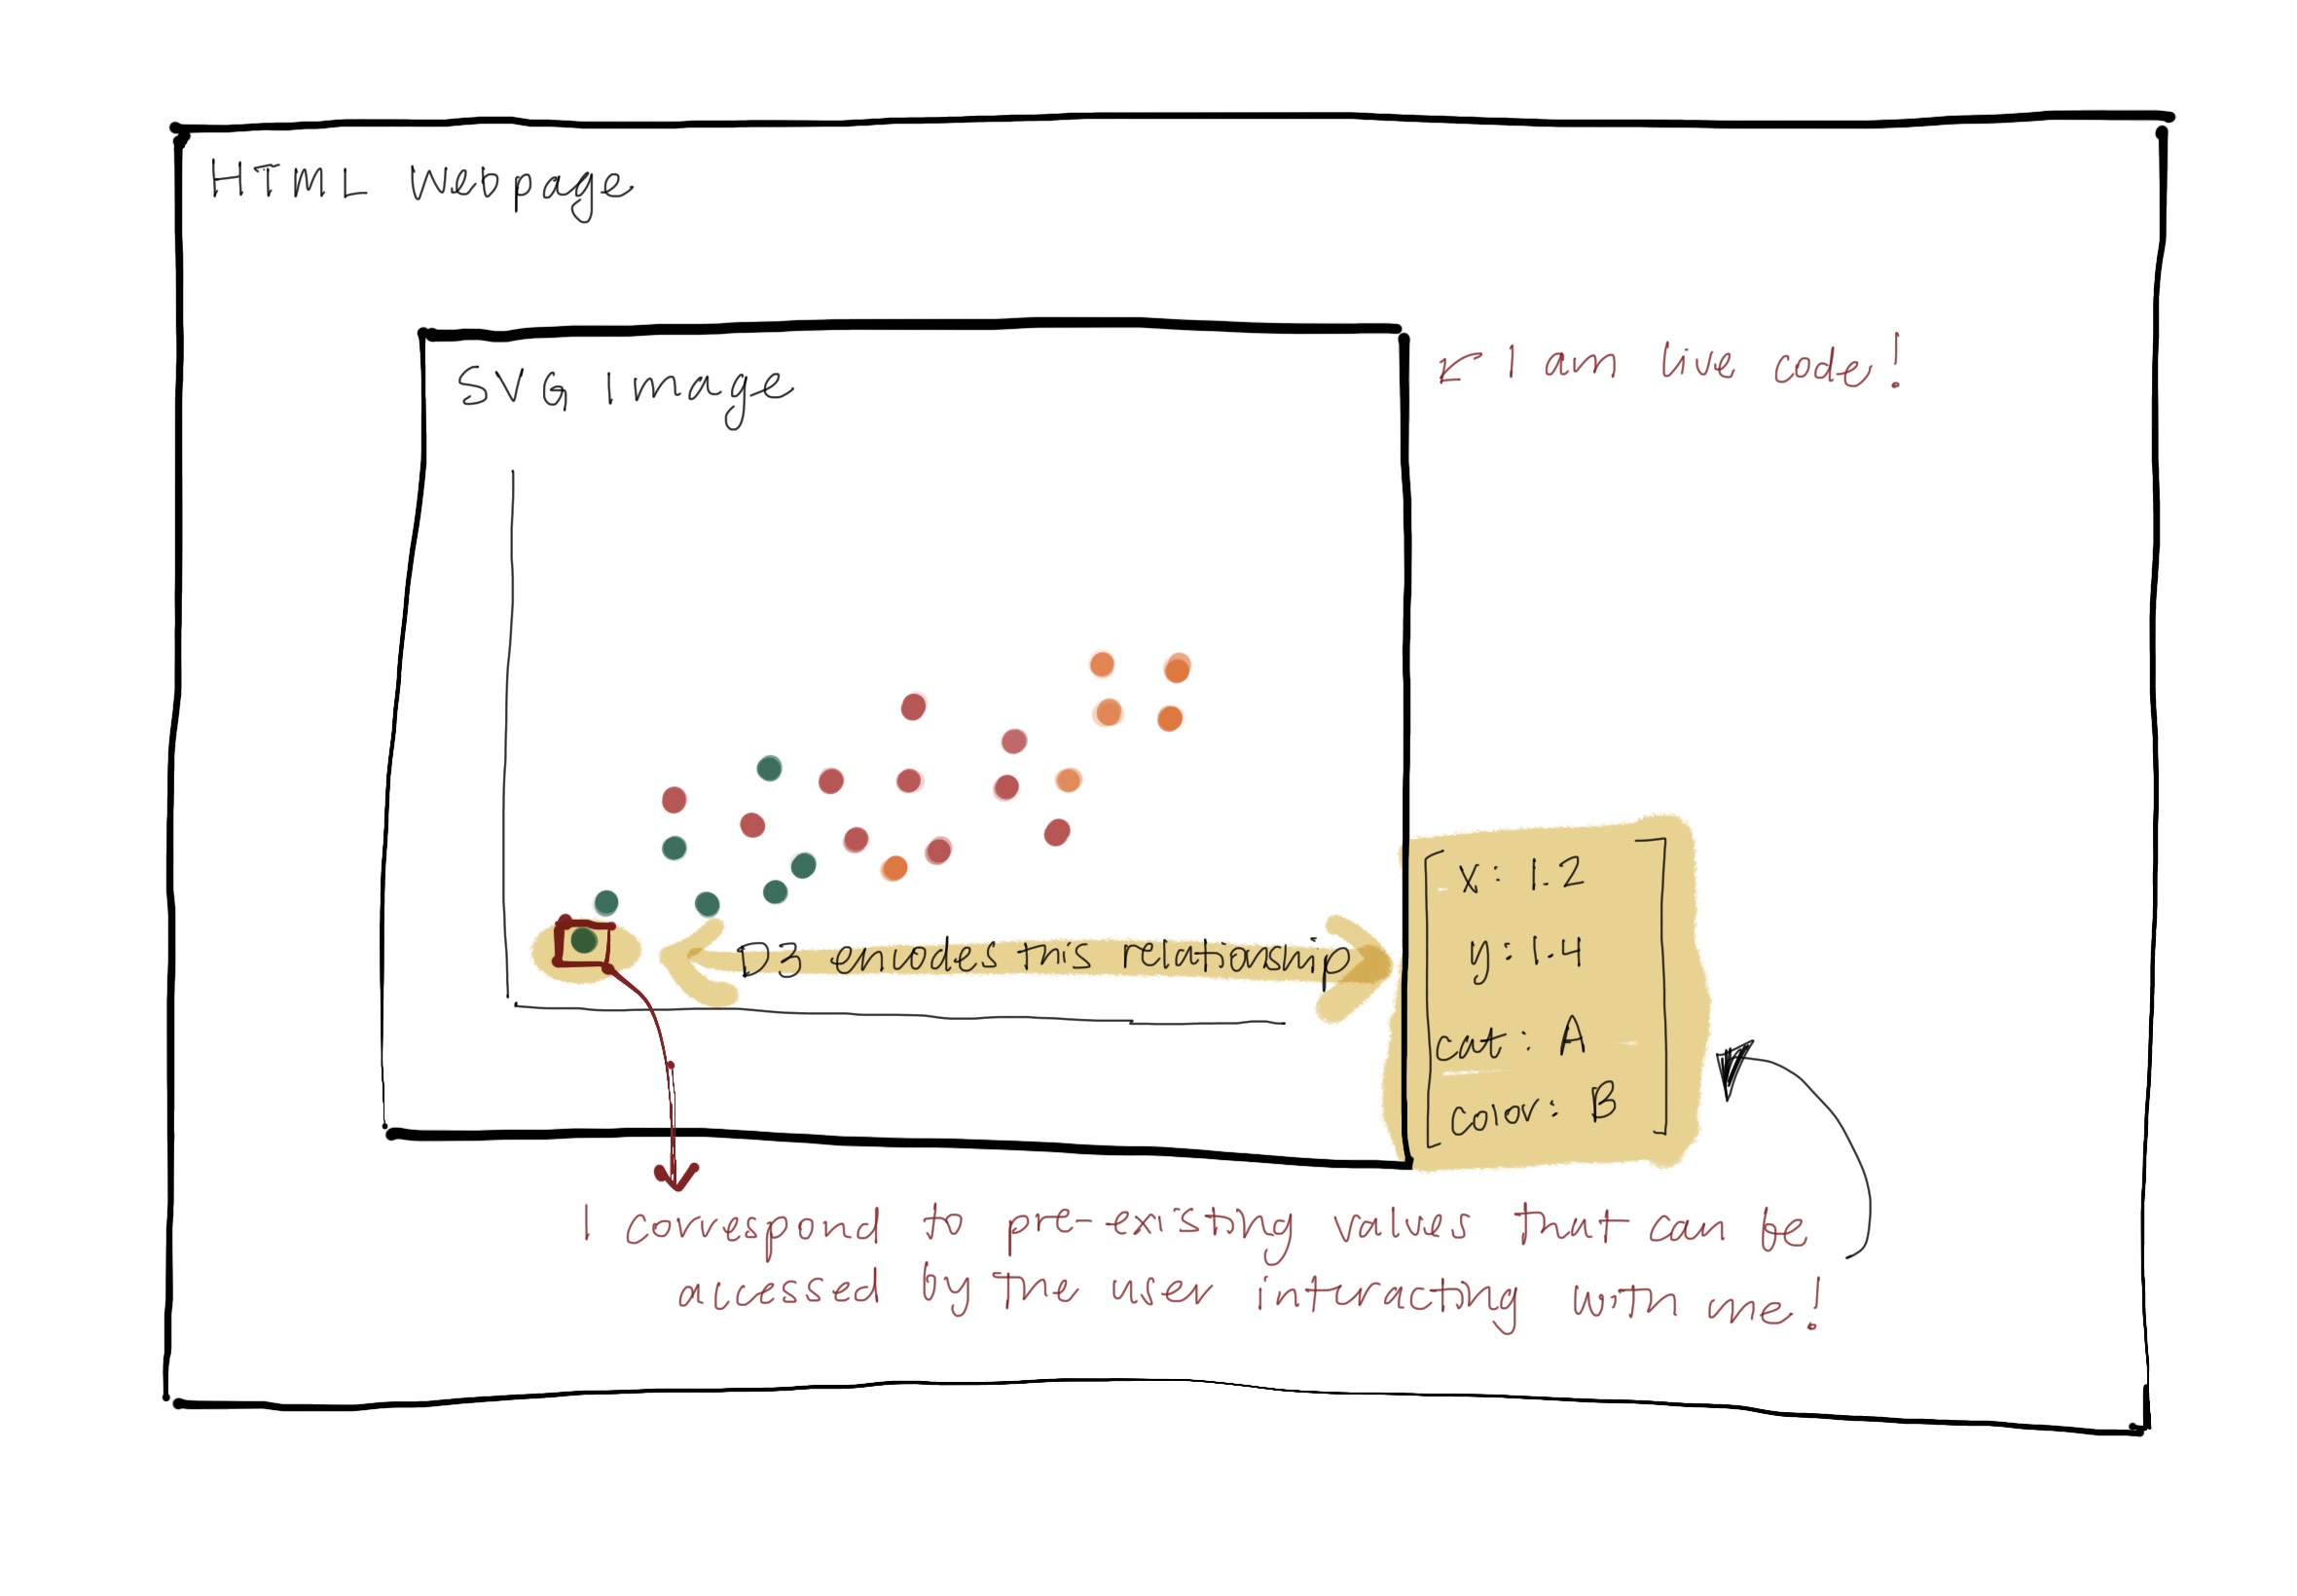 HTML Webpage
SVG Image
I am live code!
D3 encodes this relationship
x: 1.2
y: 1.4
cat: A
color: B
I correspond to pre-existing values that can be
accessed by the user interacting with me!